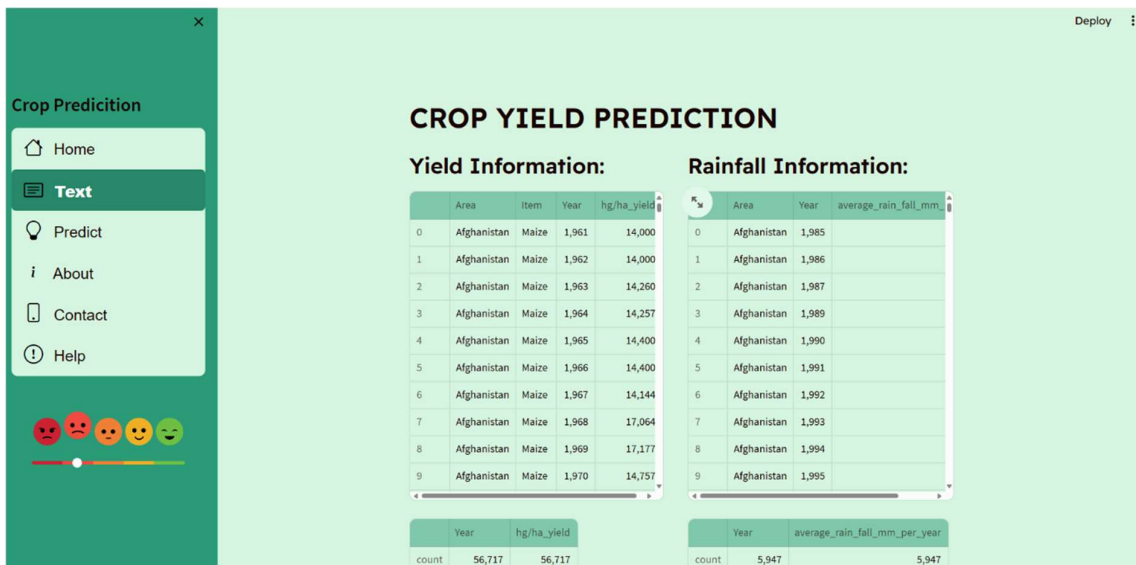 Deploy
Crop Predicition
Home
Text
Predict
About
Contact
Help
CROP YIELD PREDICTION
Yield Information:
Area Item Year hg/ha_yield
0 Afghanistan Maize 1,961 14,000
1 Afghanistan Maize 1,962 14,000
2 Afghanistan Maize 1,963 14,260
3 Afghanistan Maize 1,964 14,257
4 Afghanistan Maize 1,965 14,400
5 Afghanistan Maize 1,966 14,400
6 Afghanistan Maize 1,967 14,144
7 Afghanistan Maize 1,968 17,064
8 Afghanistan Maize 1,969 17,177
9 Afghanistan Maize 1,970 14,757
Year hg/ha_yield
count 56,717 56,717
Rainfall Information:
Area Year average_rain_fall_mm_
0 Afghanistan 1,985
1 Afghanistan 1,986
2 Afghanistan 1,987
3 Afghanistan 1,989
4 Afghanistan 1,990
5 Afghanistan 1,991
6 Afghanistan 1,992
7 Afghanistan 1,993
8 Afghanistan 1,994
9 Afghanistan 1,995
Year average_rain_fall_mm_per_year
count 5,947 5,947